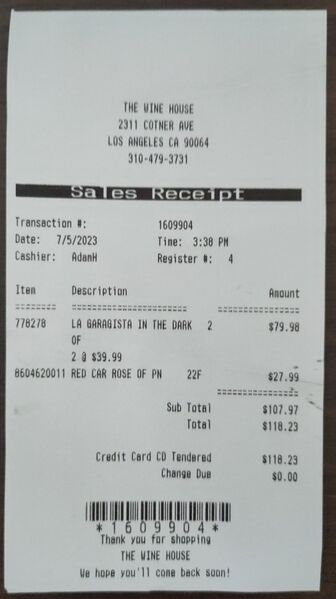 THE WINE HOUSE
2311 COTNER AVE
LOS ANGELES CA 90064
310-479-3731
Sales Receipt
Transaction #: 1609904
Date: 7/5/2023 Time: 3:38 PM
Cashier: AdamH Register #: 4
Item Description Amount
======== ================ ================
778278 LA GARAGISTA IN THE DARK 2 $79.98
OF
2 @ $39.99
8604620011 RED CAR ROSE OF PN 22F $27.99
================
Sub Total $107.97
Total $118.23
Credit Card CD Tendered $118.23
Change Due $0.00
*1609904*
Thank you for shopping
THE WINE HOUSE
We hope you'll come back soon!